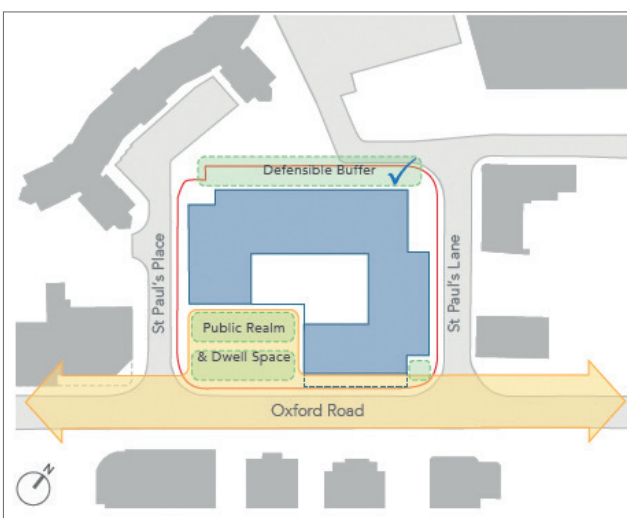 Defensible Buffer
St Paul's Place
St Paul's Lane
Public Realm
& Dwell Space
Oxford Road
N